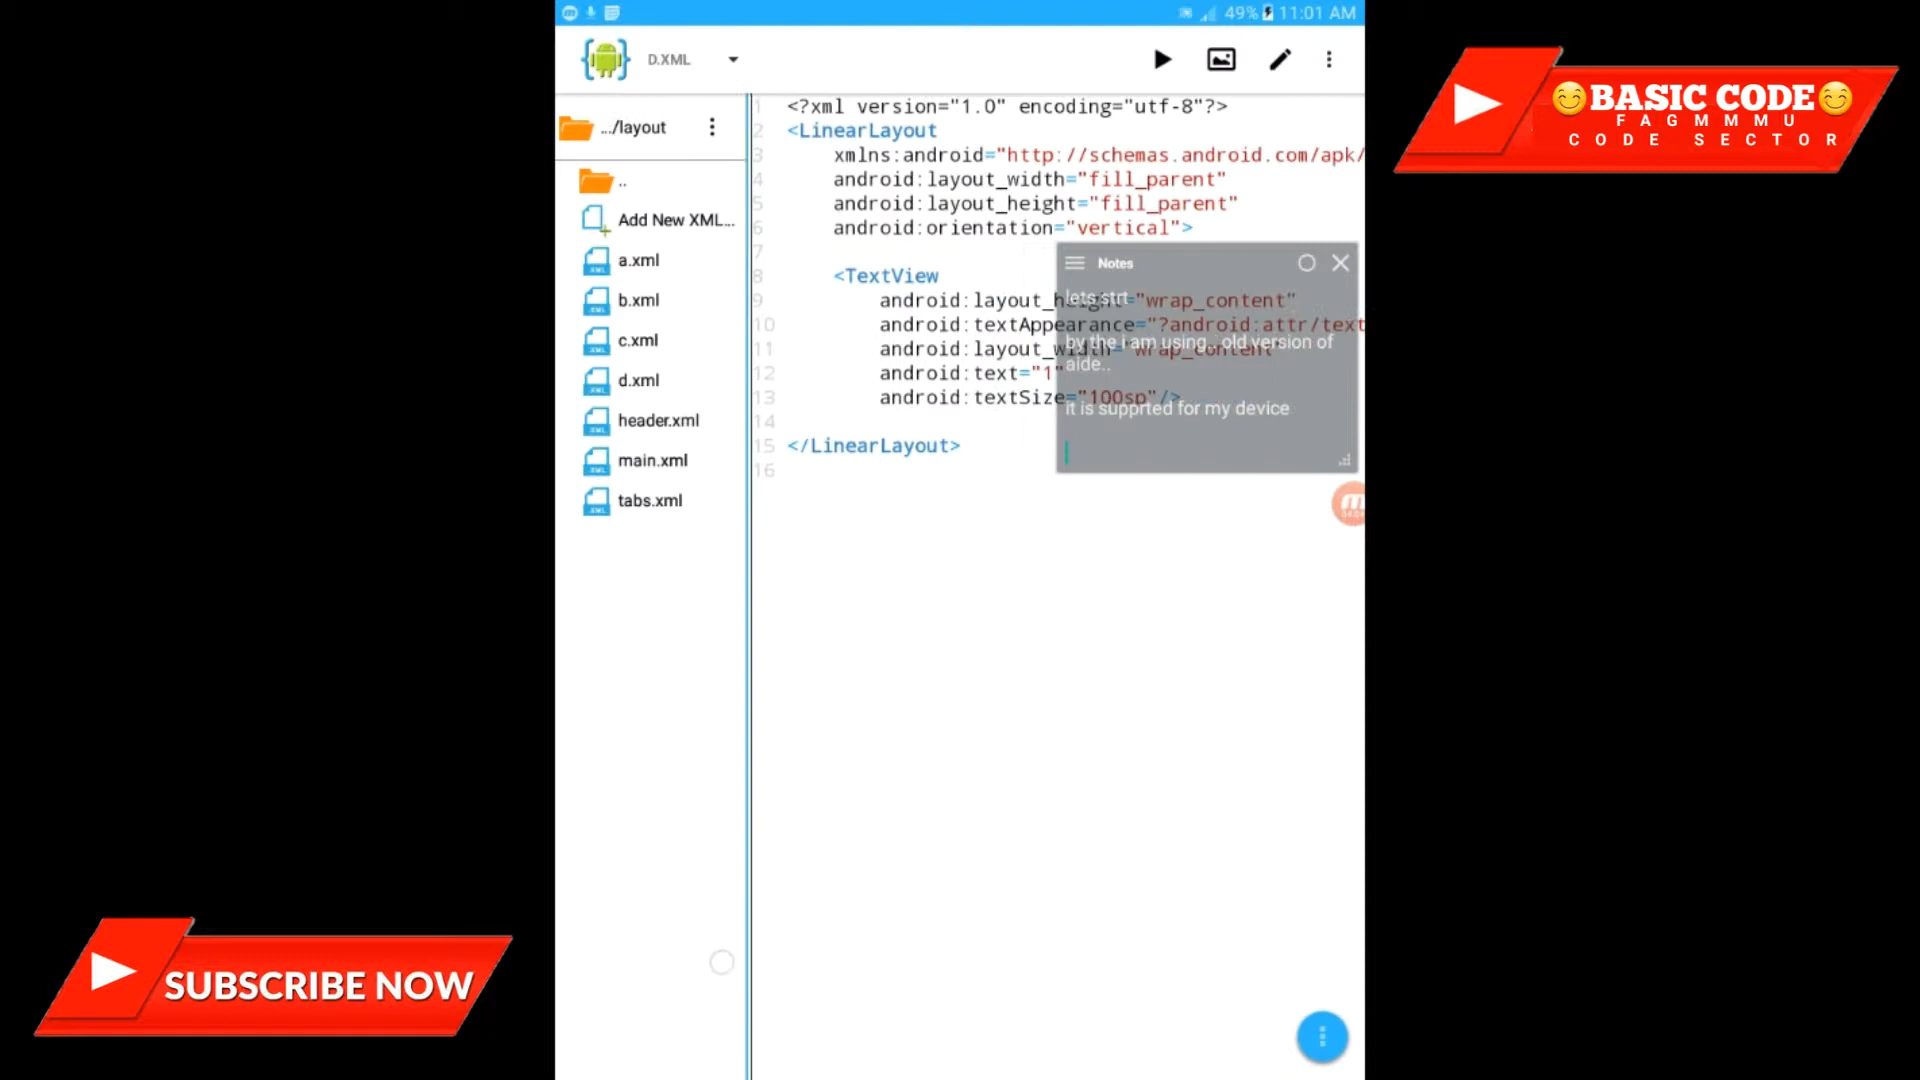 49% 11:01 AM
D.XML
.../layout
..
Add New XML...
a.xml
b.xml
c.xml
d.xml
header.xml
main.xml
tabs.xml
1 <?xml version="1.0" encoding="utf-8"?>
2 <LinearLayout
3 xmlns:android="http://schemas.android.com/apk/
4 android:layout_width="fill_parent"
5 android:layout_height="fill_parent"
6 android:orientation="vertical">
7
8 <TextView
9 android:layout_height="wrap_content"
10 android:textAppearance="?android:attr/text
11 android:layout_width="wrap_content"
12 android:text="1"
13 android:textSize="100sp"/>
14
15 </LinearLayout>
16
Notes
lets strt
by the i am using.. old version of
aide..
it is supprted for my device
😊BASIC CODE😊
FAGMMMU
CODE SECTOR
SUBSCRIBE NOW